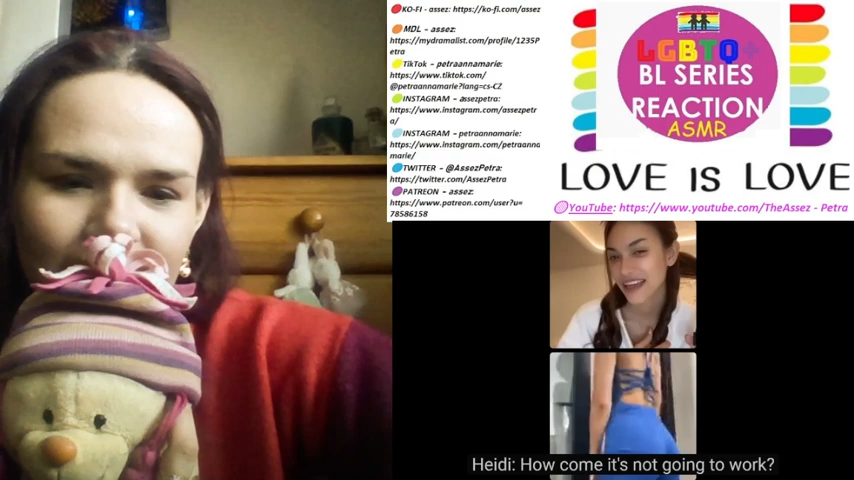 KO-FI - assez: https://ko-fi.com/assez
MDL - assez:
https://mydramalist.com/profile/1235P
etra
TikTok - petraannamarie:
https://www.tiktok.com/
@petraannamarie?lang=cs-CZ
INSTAGRAM - assezpetra:
https://www.instagram.com/assezpetr
a/
INSTAGRAM - petraannamarie:
https://www.instagram.com/petraanna
marie/
TWITTER - @AssezPetra:
https://twitter.com/AssezPetra
PATREON - assez:
https://www.patreon.com/user?u=
78586158
LGBTQ+
BL SERIES
REACTION
ASMR
LOVE IS LOVE
YouTube: https://www.youtube.com/TheAssez - Petra
Heidi: How come it's not going to work?